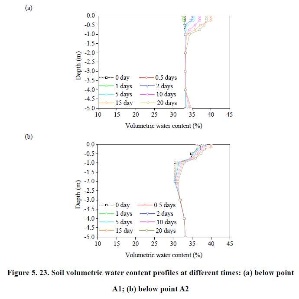 (a)
0.0
-0.5
-1.0
-1.5
-2.0
-2.5
-3.0
-3.5
-4.0
-4.5
-5.0
Depth (m)
0 day
0.5 days
1 days
2 days
5 days
10 days
15 day
20 days
10 15 20 25 30 35 40 45
Volumetric water content (%)
(b)
0.0
-0.5
-1.0
-1.5
-2.0
-2.5
-3.0
-3.5
-4.0
-4.5
-5.0
Depth (m)
0 day
0.5 days
1 days
2 days
5 days
10 days
15 day
20 days
10 15 20 25 30 35 40 45
Volumetric water content (%)
Figure 5. 23. Soil volumetric water content profiles at different times: (a) below point
A1; (b) below point A2